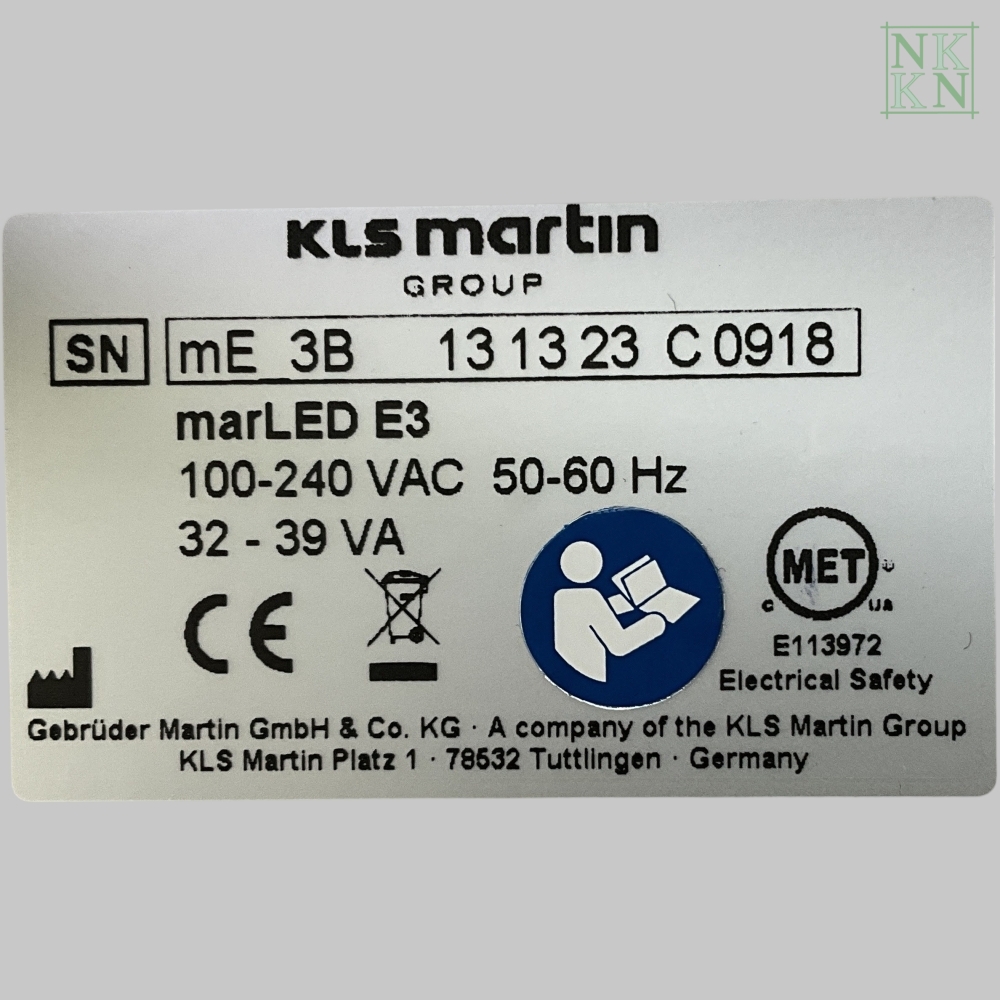 NK
KN
KLS martin
GROUP
SN mE 3B 13 13 23 C 0918
marLED E3
100-240 VAC 50-60 Hz
32 - 39 VA
CE
MET
C US
E113972
Electrical Safety
Gebrüder Martin GmbH & Co. KG · A company of the KLS Martin Group
KLS Martin Platz 1 · 78532 Tuttlingen · Germany